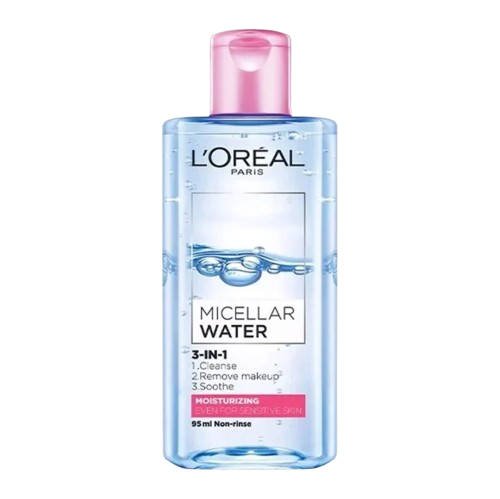 L'ORÉAL
PARIS
MICELLAR
WATER
3-IN-1
1.Cleanse
2.Remove makeup
3.Soothe
MOISTURIZING
EVEN FOR SENSITIVE SKIN
95ml Non-rinse